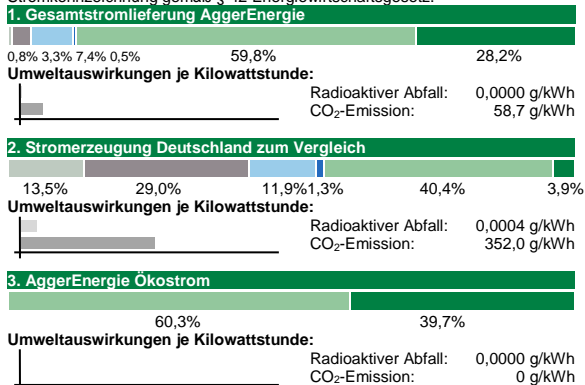 Stromkennzeichnung gemäß § 42 Energiewirtschaftsgesetz:
1. Gesamtstromlieferung AggerEnergie
0,8% 3,3% 7,4% 0,5% 59,8% 28,2%
Umweltauswirkungen je Kilowattstunde:
Radioaktiver Abfall: 0,0000 g/kWh
CO₂-Emission: 58,7 g/kWh
2. Stromerzeugung Deutschland zum Vergleich
13,5% 29,0% 11,9% 1,3% 40,4% 3,9%
Umweltauswirkungen je Kilowattstunde:
Radioaktiver Abfall: 0,0004 g/kWh
CO₂-Emission: 352,0 g/kWh
3. AggerEnergie Ökostrom
60,3% 39,7%
Umweltauswirkungen je Kilowattstunde:
Radioaktiver Abfall: 0,0000 g/kWh
CO₂-Emission: 0 g/kWh